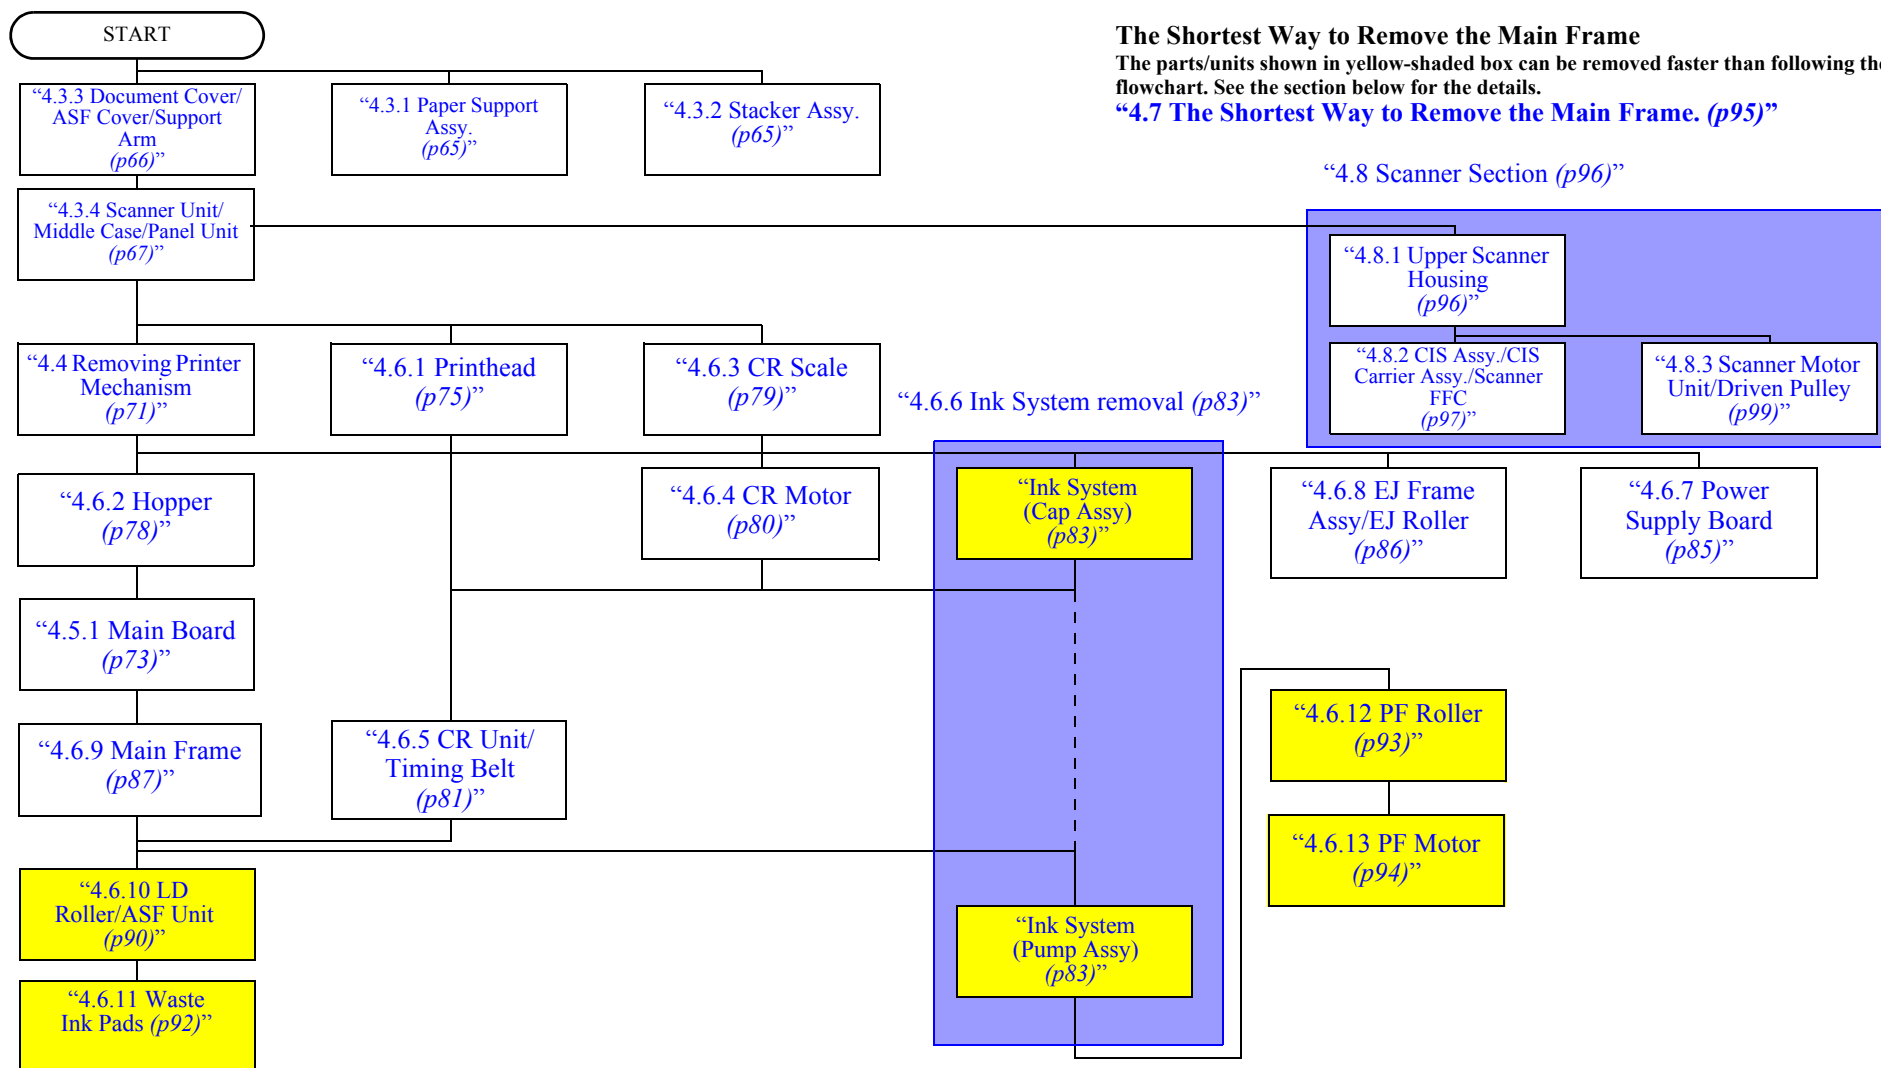 START
The Shortest Way to Remove the Main Frame
The parts/units shown in yellow-shaded box can be removed faster than following the
flowchart. See the section below for the details.
“4.7 The Shortest Way to Remove the Main Frame. (p95)”
“4.3.3 Document Cover/
ASF Cover/Support
Arm
(p66)”
“4.3.1 Paper Support
Assy.
(p65)”
“4.3.2 Stacker Assy.
(p65)”
“4.8 Scanner Section (p96)”
“4.3.4 Scanner Unit/
Middle Case/Panel Unit
(p67)”
“4.8.1 Upper Scanner
Housing
(p96)”
“4.4 Removing Printer
Mechanism
(p71)”
“4.6.1 Printhead
(p75)”
“4.6.3 CR Scale
(p79)”
“4.8.2 CIS Assy./CIS
Carrier Assy./Scanner
FFC
(p97)”
“4.8.3 Scanner Motor
Unit/Driven Pulley
(p99)”
“4.6.6 Ink System removal (p83)”
“4.6.2 Hopper
(p78)”
“4.6.4 CR Motor
(p80)”
“Ink System
(Cap Assy)
(p83)”
“4.6.8 EJ Frame
Assy/EJ Roller
(p86)”
“4.6.7 Power
Supply Board
(p85)”
“4.5.1 Main Board
(p73)”
“4.6.9 Main Frame
(p87)”
“4.6.5 CR Unit/
Timing Belt
(p81)”
“4.6.12 PF Roller
(p93)”
“4.6.13 PF Motor
(p94)”
“4.6.10 LD
Roller/ASF Unit
(p90)”
“Ink System
(Pump Assy)
(p83)”
“4.6.11 Waste
Ink Pads (p92)”